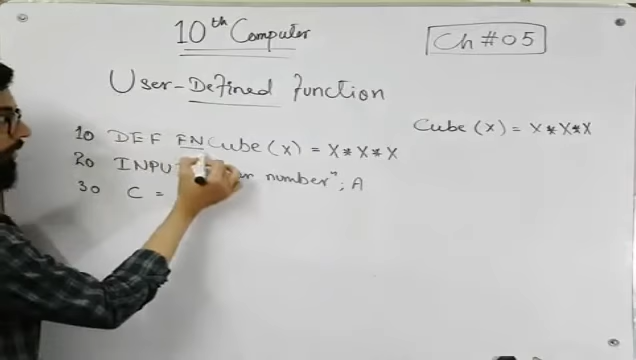 10th Computer
Ch # 05
User-Defined Function
Cube (X) = X * X * X
10 DEF FNCube (X) = X * X * X
20 INPU number"; A
30 C =